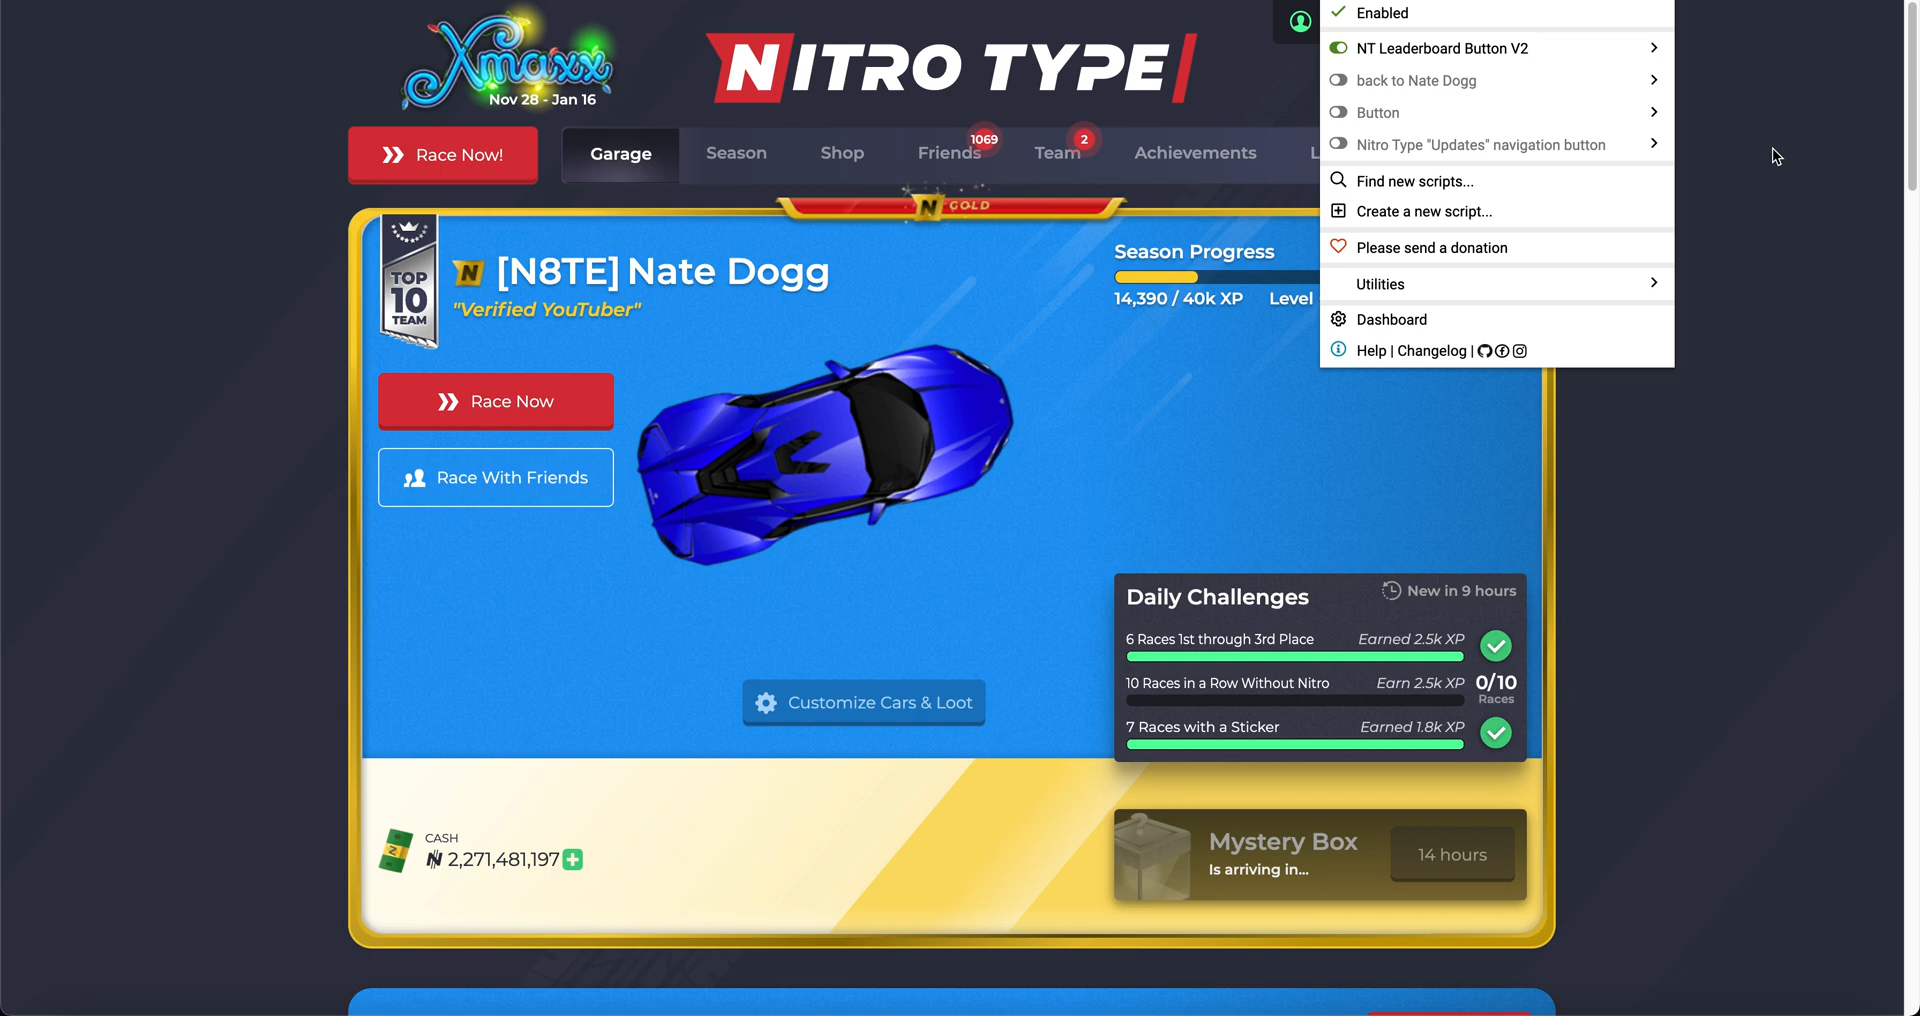 Xmaxx
Nov 28 - Jan 16
NITRO TYPE
Enabled
NT Leaderboard Button V2
back to Nate Dogg
Button
Nitro Type "Updates" navigation button
Find new scripts...
Create a new script...
Please send a donation
Utilities
Dashboard
Help | Changelog |
Race Now!
Garage
Season
Shop
Friends
1069
Team
2
Achievements
L
N GOLD
TOP
10
TEAM
N [N8TE] Nate Dogg
"Verified YouTuber"
Season Progress
14,390 / 40k XP Level
Race Now
Race With Friends
Customize Cars & Loot
Daily Challenges
New in 9 hours
6 Races 1st through 3rd Place Earned 2.5k XP
10 Races in a Row Without Nitro Earn 2.5k XP 0/10
Races
7 Races with a Sticker Earned 1.8k XP
CASH
N 2,271,481,197
Mystery Box
Is arriving in...
14 hours